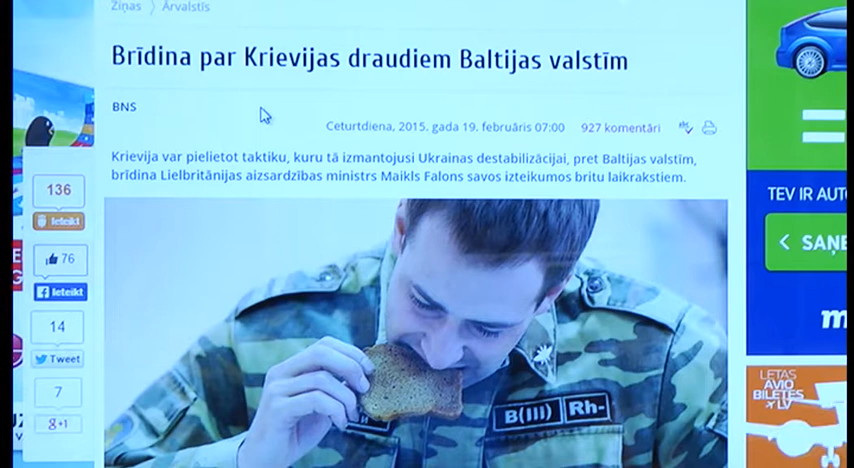 Ziņas
Ārvalstīs
Brīdina par Krievijas draudiem Baltijas valstīm
BNS
Ceturtdiena, 2015. gada 19. februāris 07:00
927 komentāri
Krievija var pielietot taktiku, kuru tā izmantojusi Ukrainas destabilizācijai, pret Baltijas valstīm,
brīdina Lielbritānijas aizsardzības ministrs Maikls Falons savos izteikumos britu laikrakstiem.
136
Ieteikt
76
Ieteikt
14
Tweet
7
g+1
B(III) Rh-
TEV IR
< SAŅE
m
LĒTAS
AVIO
BIĻETES
LV